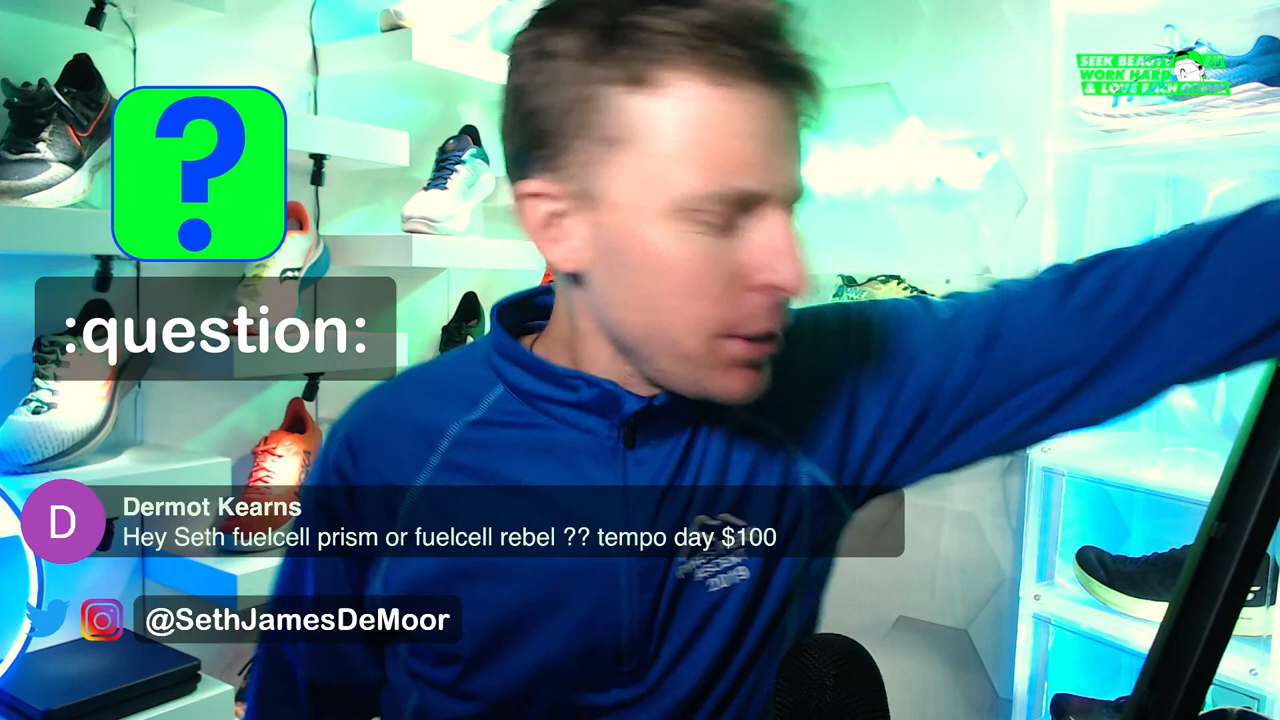 SEEK BEAUTY
WORK HARD
& LOVE EACH OTHER
?
:question:
D
Dermot Kearns
Hey Seth fuelcell prism or fuelcell rebel ?? tempo day $100
@SethJamesDeMoor